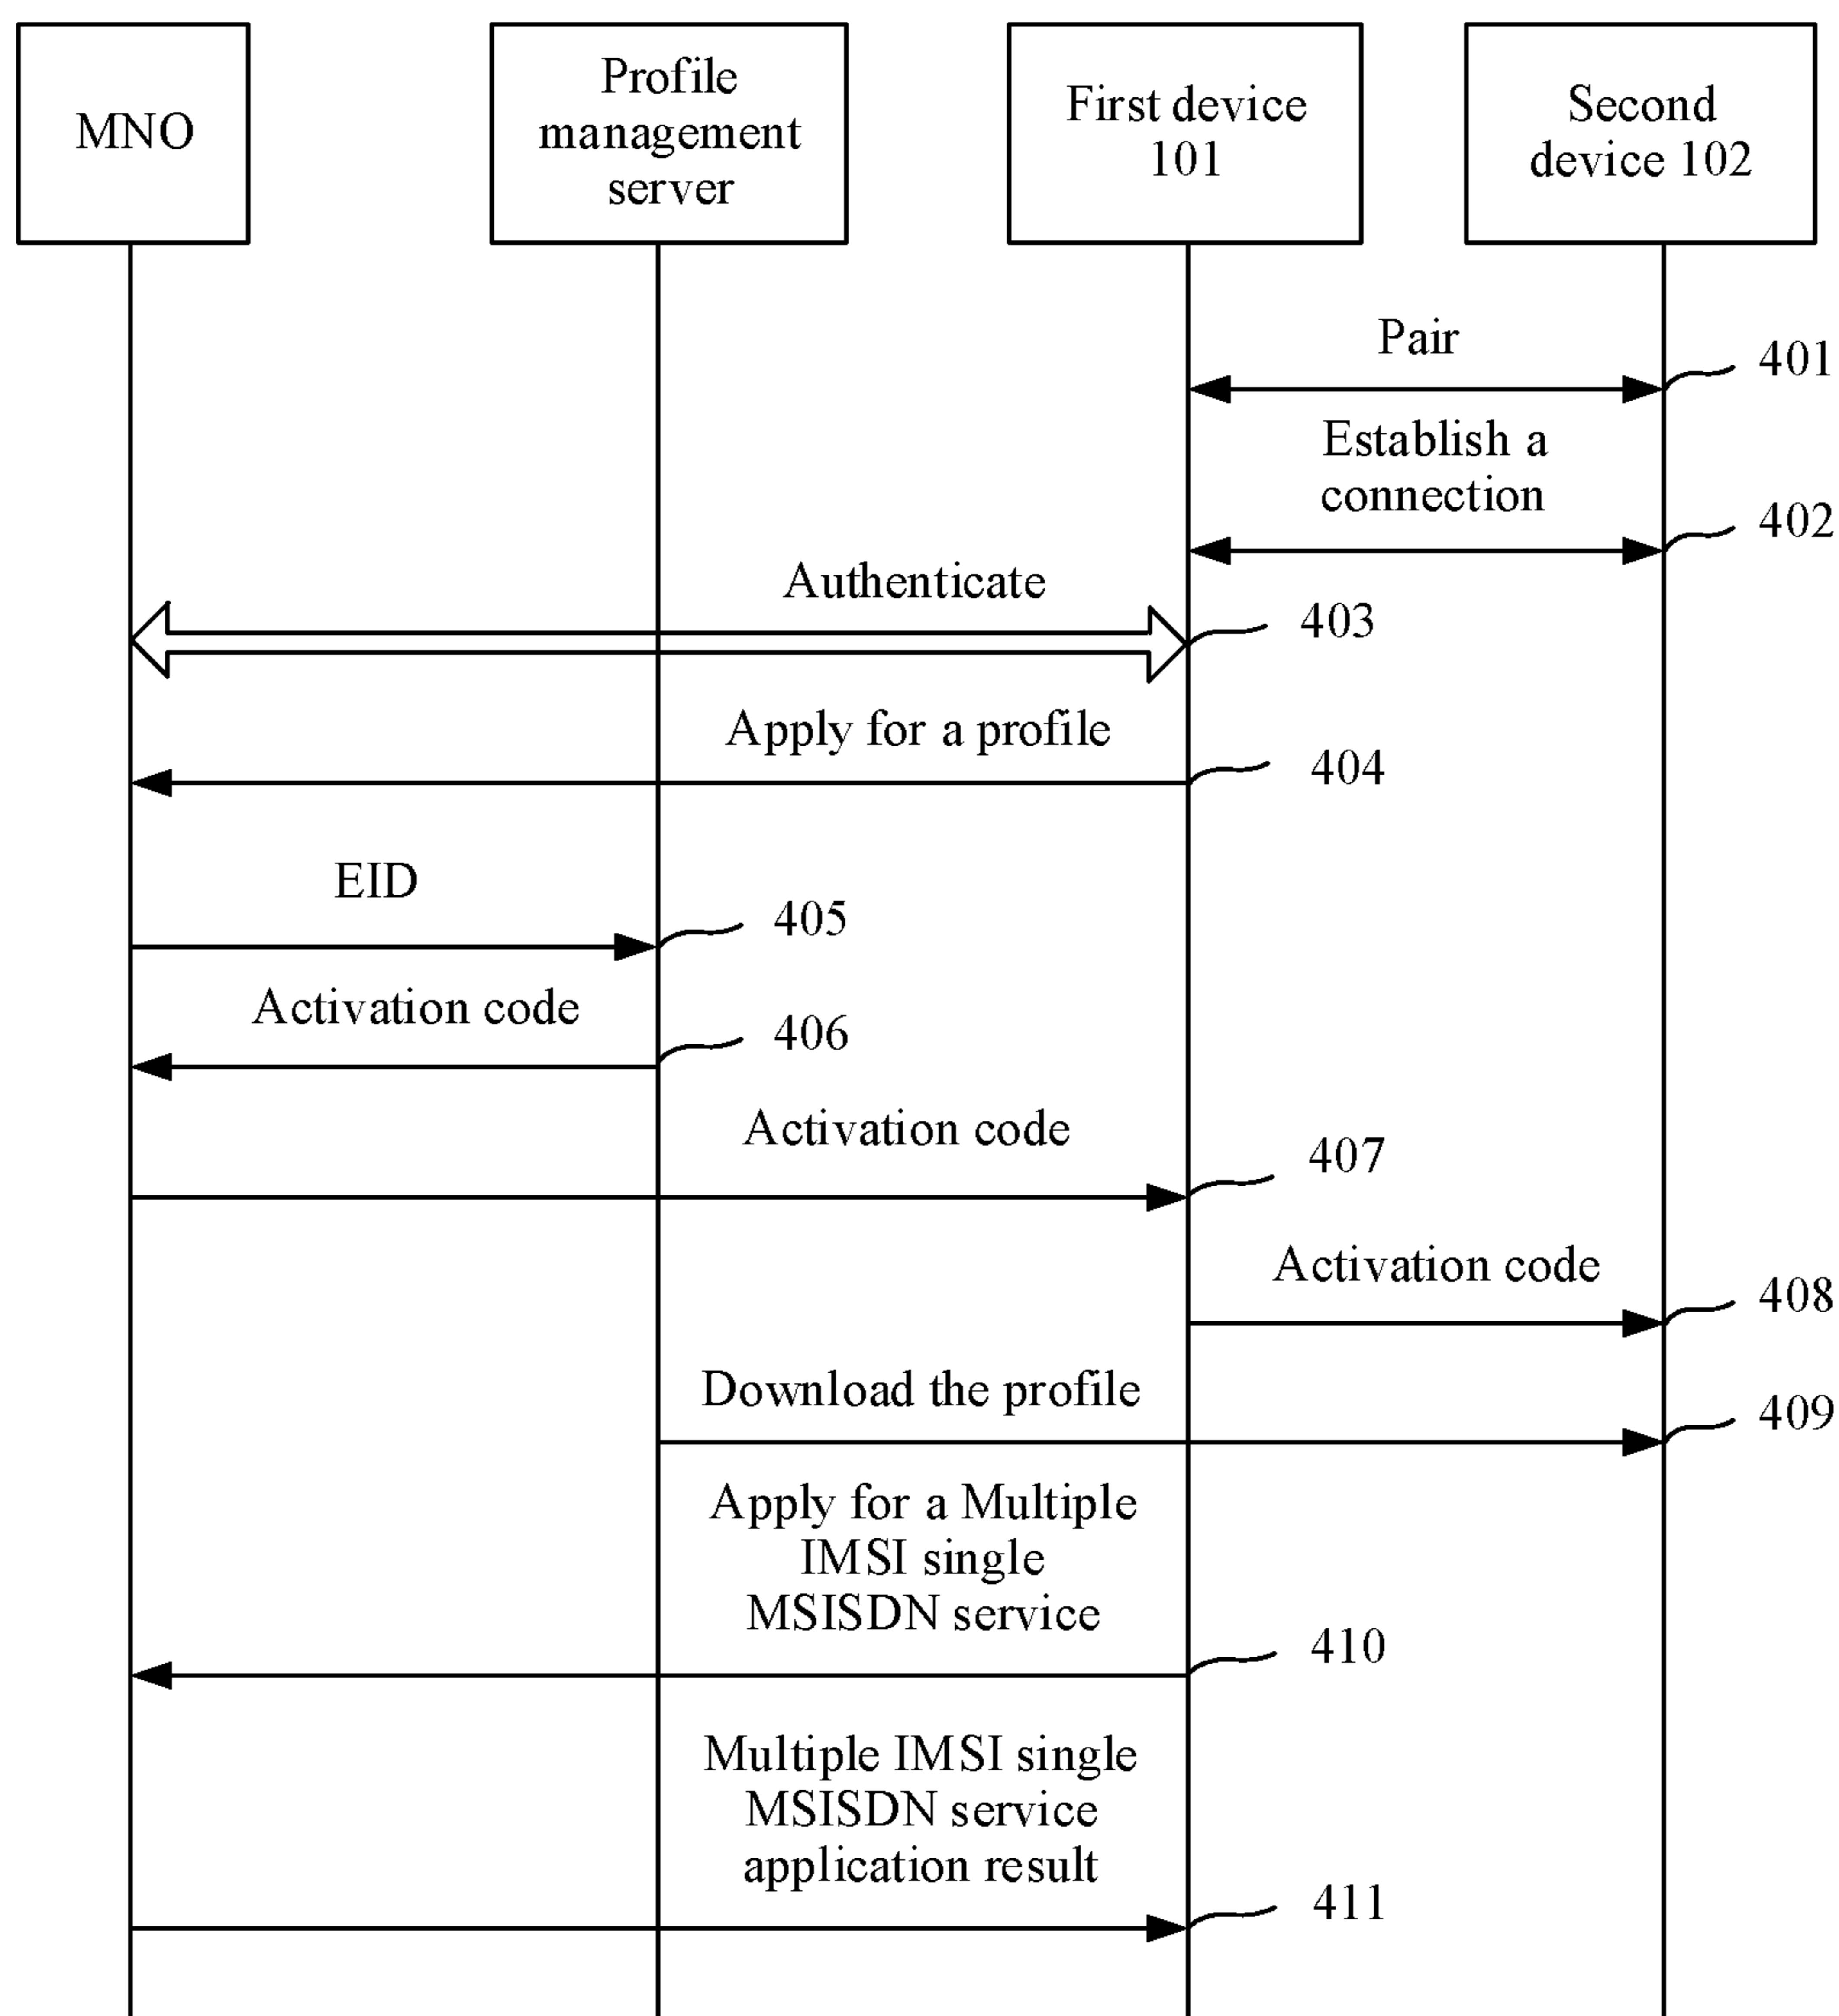 MNO
Profile
management
server
First device
101
Second
device 102
Pair
401
Establish a
connection
402
Authenticate
403
Apply for a profile
404
EID
405
Activation code
406
Activation code
407
Activation code
408
Download the profile
409
Apply for a Multiple
IMSI single
MSISDN service
410
Multiple IMSI single
MSISDN service
application result
411